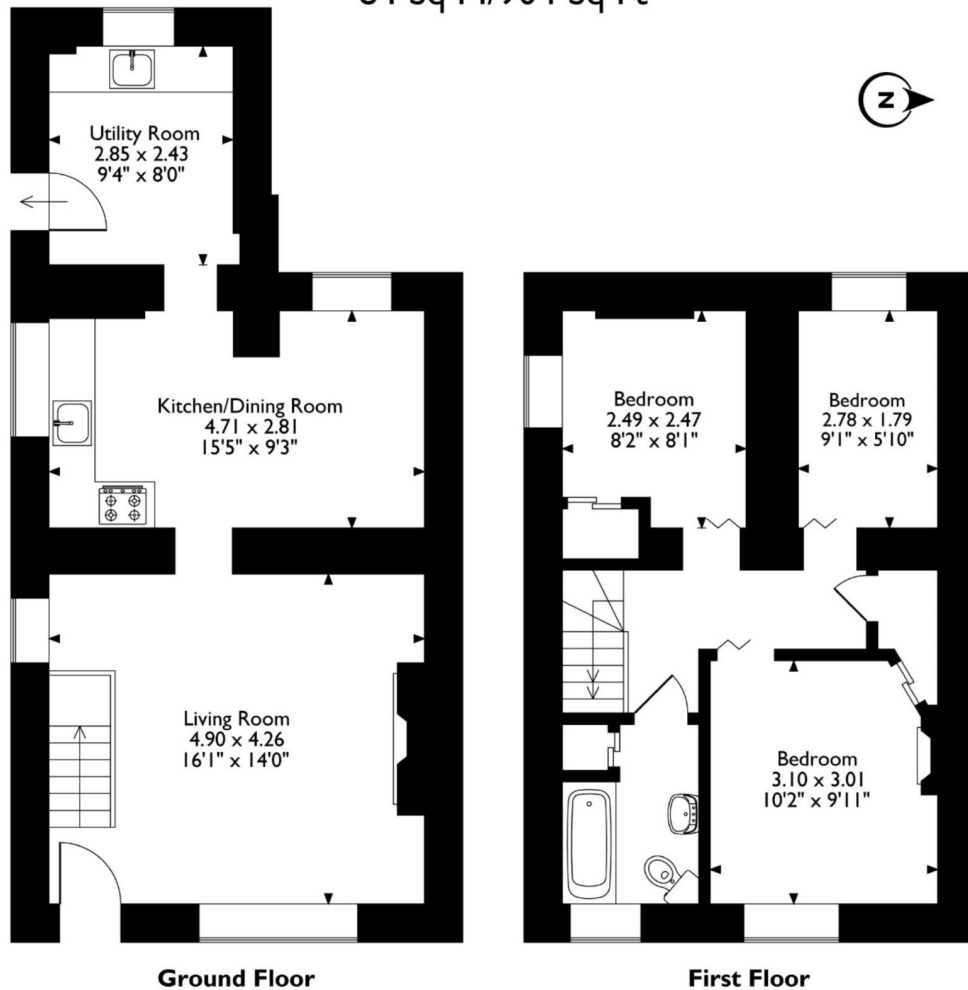 N
Utility Room
2.85 x 2.43
9'4" x 8'0"
Kitchen/Dining Room
4.71 x 2.81
15'5" x 9'3"
Living Room
4.90 x 4.26
16'1" x 14'0"
Bedroom
2.49 x 2.47
8'2" x 8'1"
Bedroom
2.78 x 1.79
9'1" x 5'10"
Bedroom
3.10 x 3.01
10'2" x 9'11"
Ground Floor
First Floor